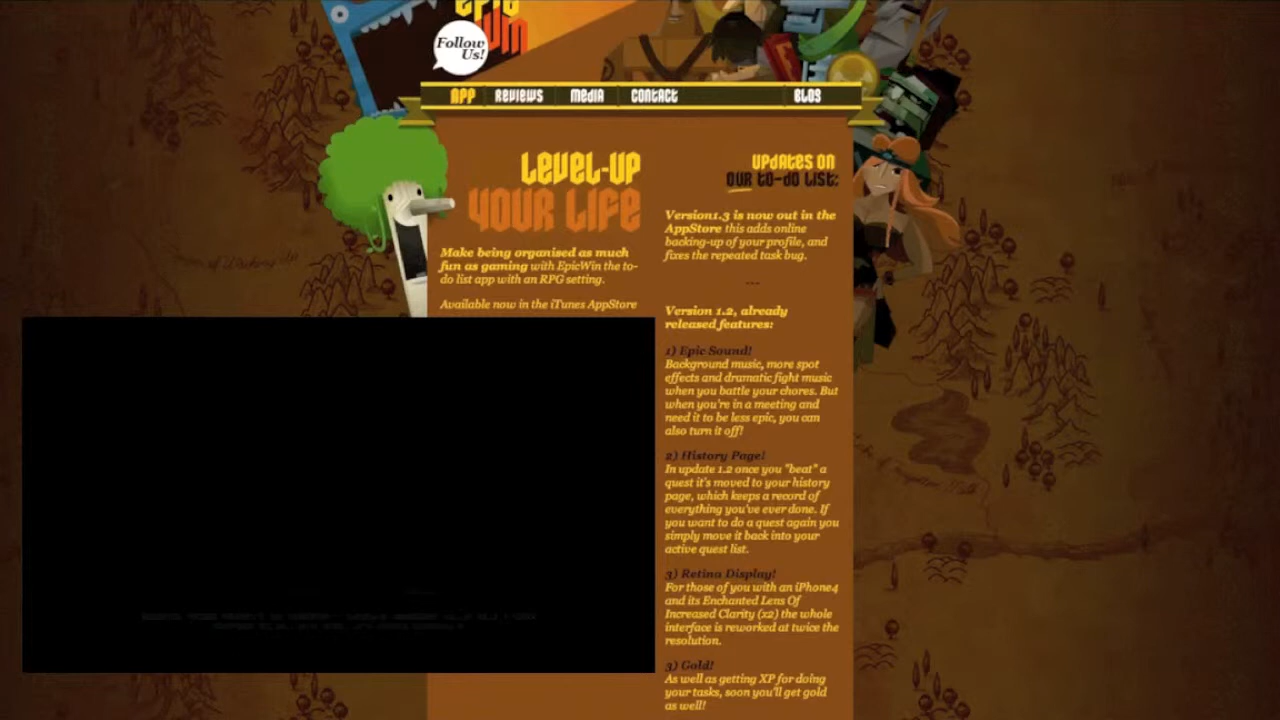 EPIC
WIN
Follow
Us!
APP
REVIEWS
MEDIA
CONTACT
BLOG
LEVEL-UP
YOUR LIFE
Make being organised as much
fun as gaming with EpicWin the to-
do list app with an RPG setting.
Available now in the iTunes AppStore
UPDATES ON
OUR TO-DO LIST:
Version1.3 is now out in the
AppStore this adds online
backing-up of your profile, and
fixes the repeated task bug.
---
Version 1.2, already
released features:
1) Epic Sound!
Background music, more spot
effects and dramatic fight music
when you battle your chores. But
when you're in a meeting and
need it to be less epic, you can
also turn it off!
2) History Page!
In update 1.2 once you "beat" a
quest it's moved to your history
page, which keeps a record of
everything you've ever done. If
you want to do a quest again you
simply move it back into your
active quest list.
3) Retina Display!
For those of you with an iPhone4
and its Enchanted Lens Of
Increased Clarity (x2) the whole
interface is reworked at twice the
resolution.
3) Gold!
As well as getting XP for doing
your tasks, soon you'll get gold
as well!